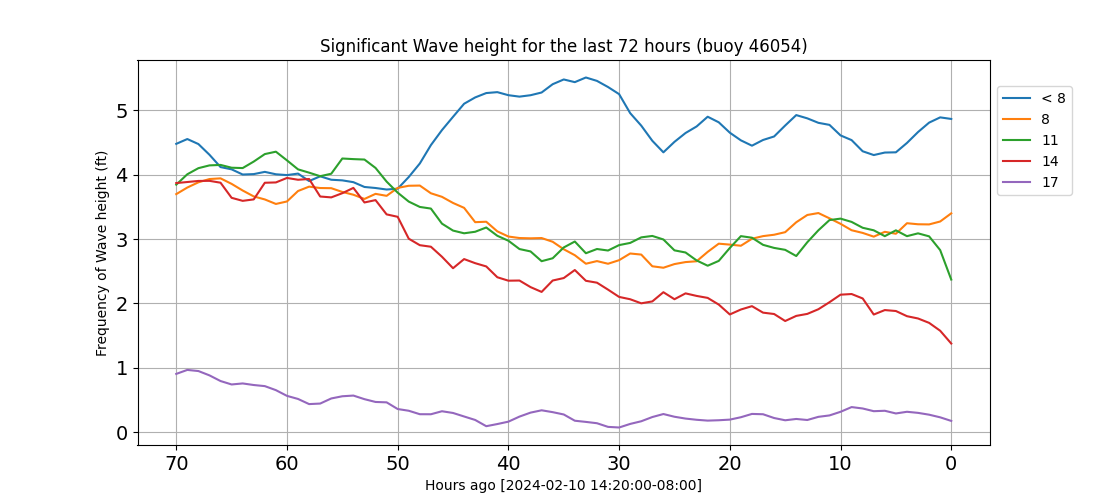 Significant Wave height for the last 72 hours (buoy 46054)
< 8
8
11
14
17
Frequency of Wave height (ft)
5
4
3
2
1
0
70 60 50 40 30 20 10 0
Hours ago [2024-02-10 14:20:00-08:00]